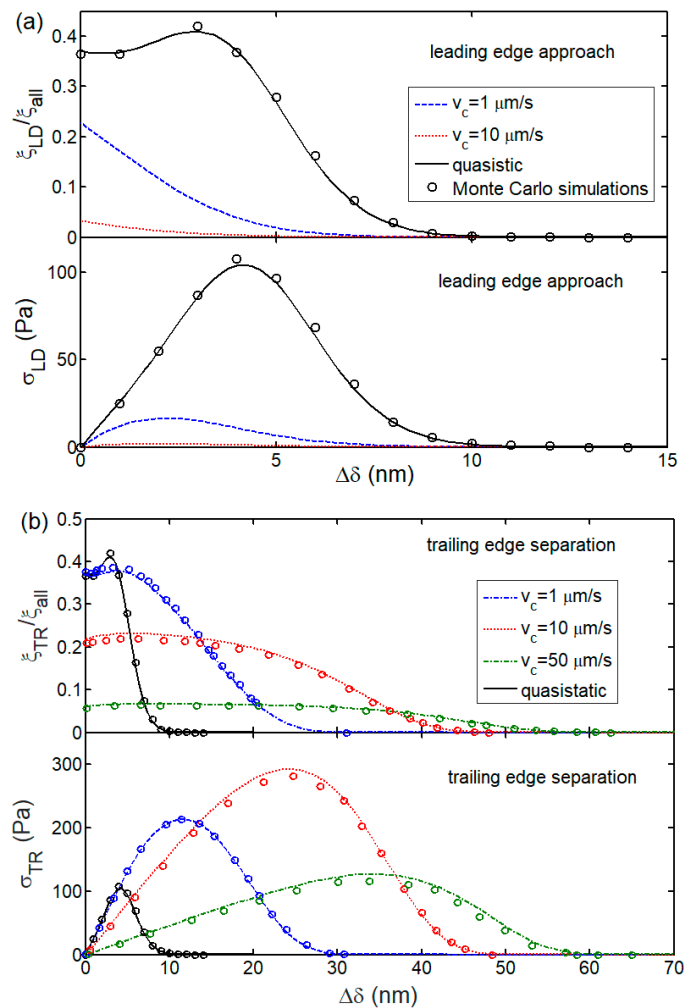 (a)
0.4
0.3
0.2
0.1
0
ξLD/ξall
leading edge approach
vc=1 μm/s
vc=10 μm/s
quasistic
Monte Carlo simulations
100
50
0
σLD (Pa)
leading edge approach
0 5 10 15
Δδ (nm)
(b)
0.5
0.4
0.3
0.2
0.1
0
ξTR/ξall
trailing edge separation
vc=1 μm/s
vc=10 μm/s
vc=50 μm/s
quasistatic
300
200
100
0
σTR (Pa)
trailing edge separation
0 10 20 30 40 50 60 70
Δδ (nm)